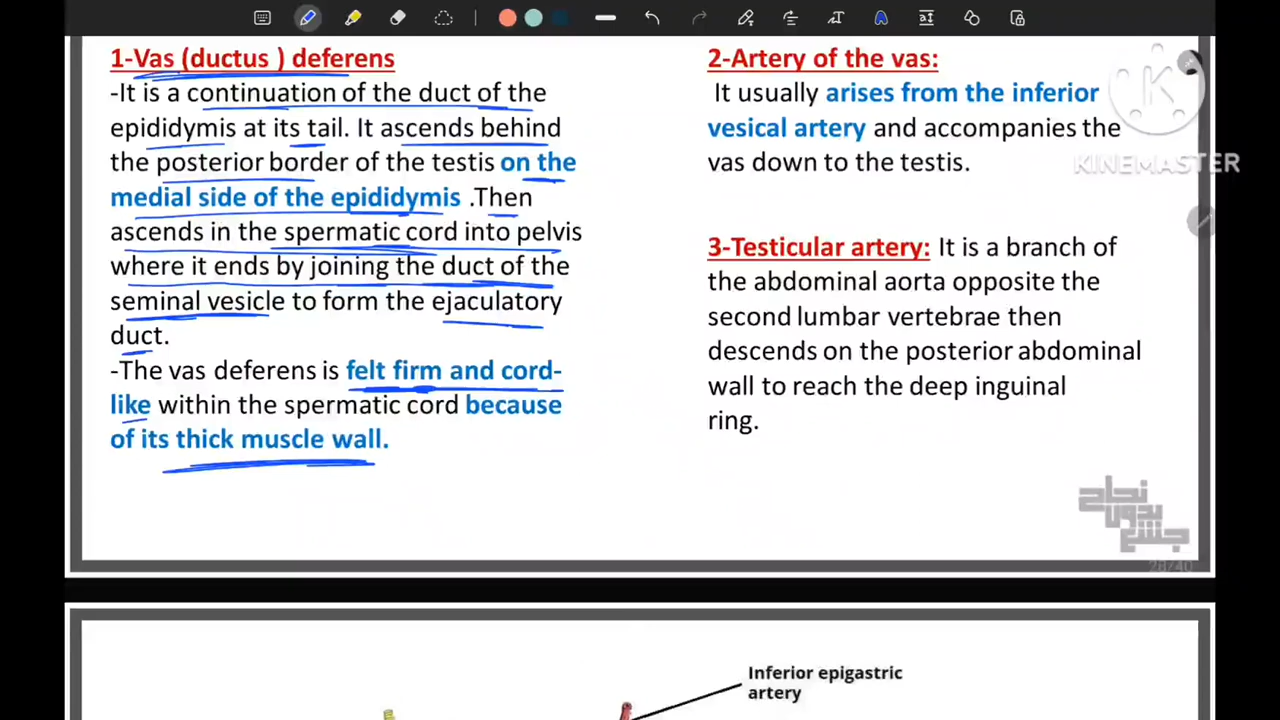 1-Vas (ductus ) deferens
-It is a continuation of the duct of the
epididymis at its tail. It ascends behind
the posterior border of the testis on the
medial side of the epididymis .Then
ascends in the spermatic cord into pelvis
where it ends by joining the duct of the
seminal vesicle to form the ejaculatory
duct.
-The vas deferens is felt firm and cord-
like within the spermatic cord because
of its thick muscle wall.
2-Artery of the vas:
It usually arises from the inferior
vesical artery and accompanies the
vas down to the testis.
3-Testicular artery: It is a branch of
the abdominal aorta opposite the
second lumbar vertebrae then
descends on the posterior abdominal
wall to reach the deep inguinal
ring.
K
KINEMASTER
نجاح
بدون
جشع
28/40
Inferior epigastric
artery